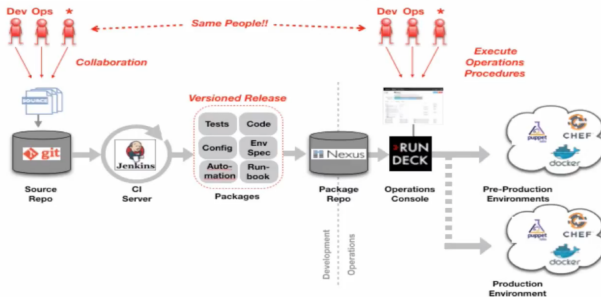 Dev Ops *
Same People!!
Dev Ops *
Collaboration
Execute
Operations
Procedures
Versioned Release
Tests
Code
Config
Env
Spec
Auto-
mation
Run-
book
git
Jenkins
Nexus
RUN
DECK
puppet
CHEF
docker
Source
Repo
CI
Server
Packages
Package
Repo
Operations
Console
Pre-Production
Environments
Development
Operations
puppet
CHEF
docker
Production
Environment